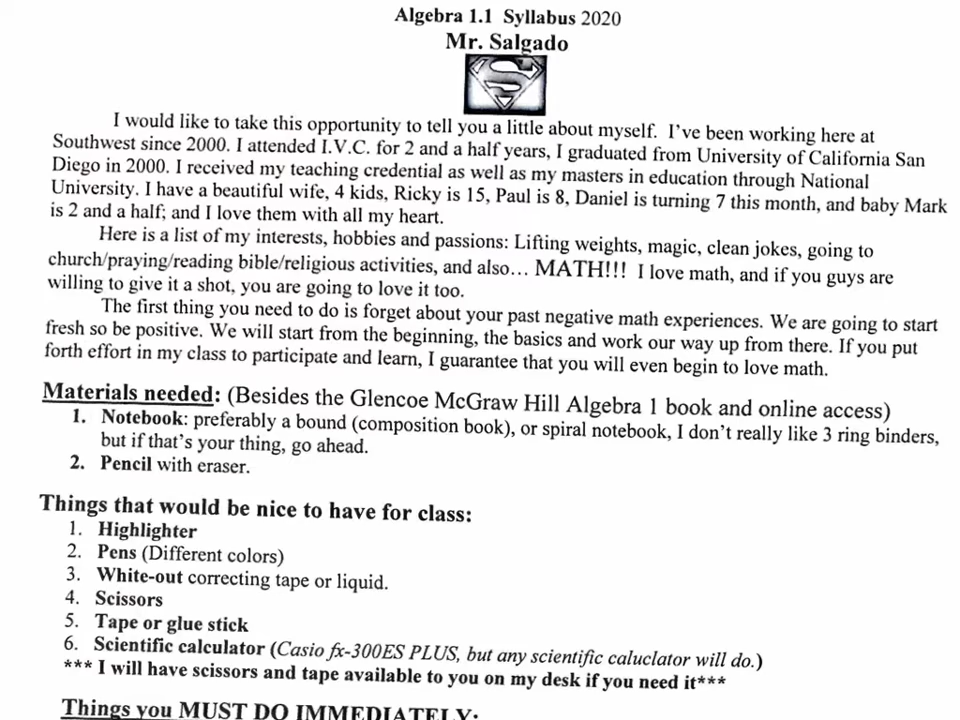 Algebra 1.1 Syllabus 2020
Mr. Salgado
S
I would like to take this opportunity to tell you a little about myself. I've been working here at
Southwest since 2000. I attended I.V.C. for 2 and a half years, I graduated from University of California San
Diego in 2000. I received my teaching credential as well as my masters in education through National
University. I have a beautiful wife, 4 kids, Ricky is 15, Paul is 8, Daniel is turning 7 this month, and baby Mark
is 2 and a half; and I love them with all my heart.
Here is a list of my interests, hobbies and passions: Lifting weights, magic, clean jokes, going to
church/praying/reading bible/religious activities, and also... MATH!!! I love math, and if you guys are
willing to give it a shot, you are going to love it too.
The first thing you need to do is forget about your past negative math experiences. We are going to start
fresh so be positive. We will start from the beginning, the basics and work our way up from there. If you put
forth effort in my class to participate and learn, I guarantee that you will even begin to love math.
Materials needed: (Besides the Glencoe McGraw Hill Algebra 1 book and online access)
1. Notebook: preferably a bound (composition book), or spiral notebook, I don't really like 3 ring binders,
but if that's your thing, go ahead.
2. Pencil with eraser.
Things that would be nice to have for class:
1. Highlighter
2. Pens (Different colors)
3. White-out correcting tape or liquid.
4. Scissors
5. Tape or glue stick
6. Scientific calculator (Casio fx-300ES PLUS, but any scientific caluclator will do.)
*** I will have scissors and tape available to you on my desk if you need it***
Things you MUST DO IMMEDIATELY: